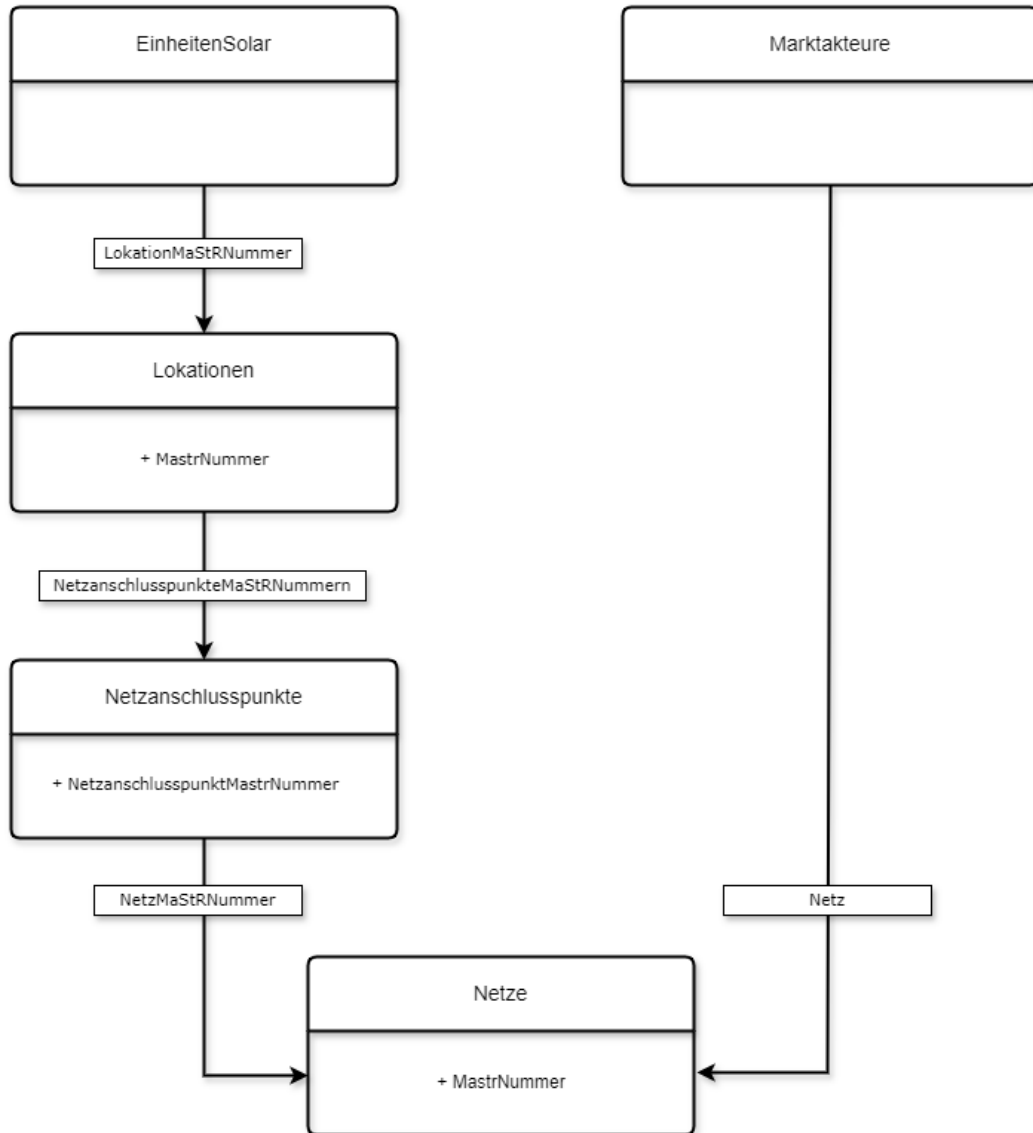 EinheitenSolar
Marktakteure
LokationMaStRNummer
Lokationen
+ MastrNummer
NetzanschlusspunkteMaStRNummern
Netzanschlusspunkte
+ NetzanschlusspunktMastrNummer
NetzMaStRNummer
Netz
Netze
+ MastrNummer